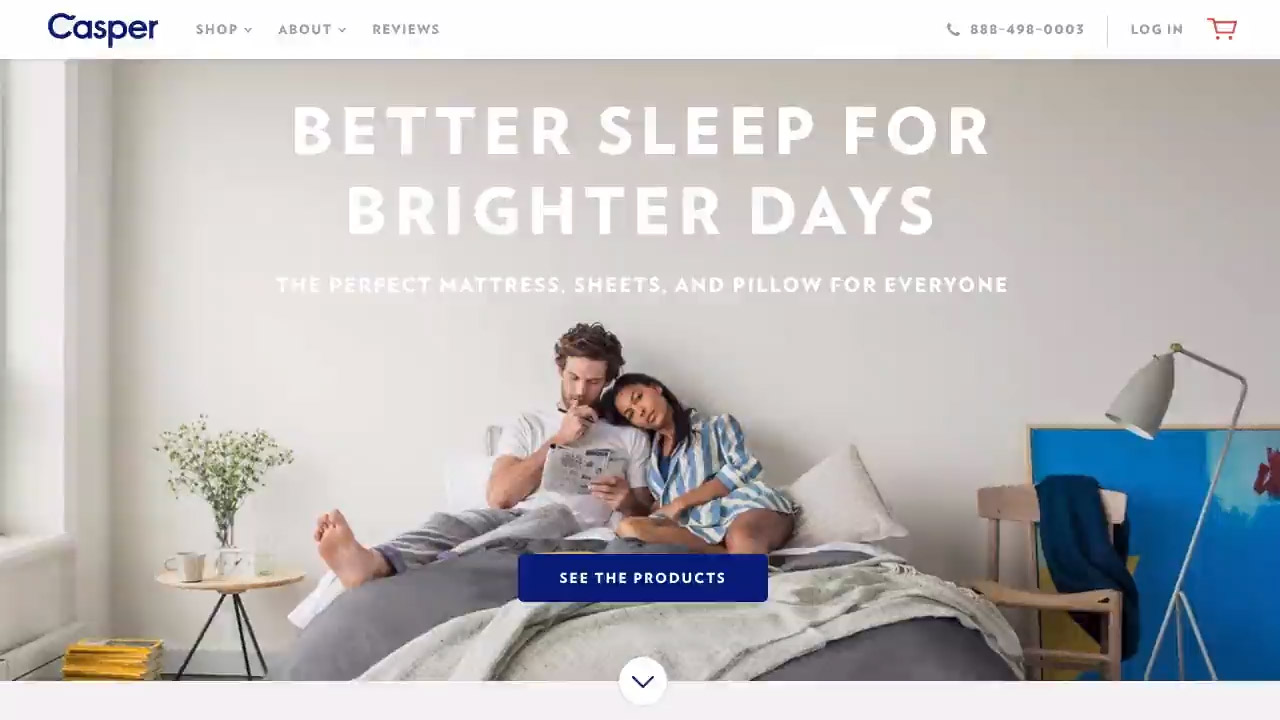 Casper
SHOP
ABOUT
REVIEWS
888-498-0003
LOG IN
BETTER SLEEP FOR
BRIGHTER DAYS
THE PERFECT MATTRESS, SHEETS, AND PILLOW FOR EVERYONE
SEE THE PRODUCTS